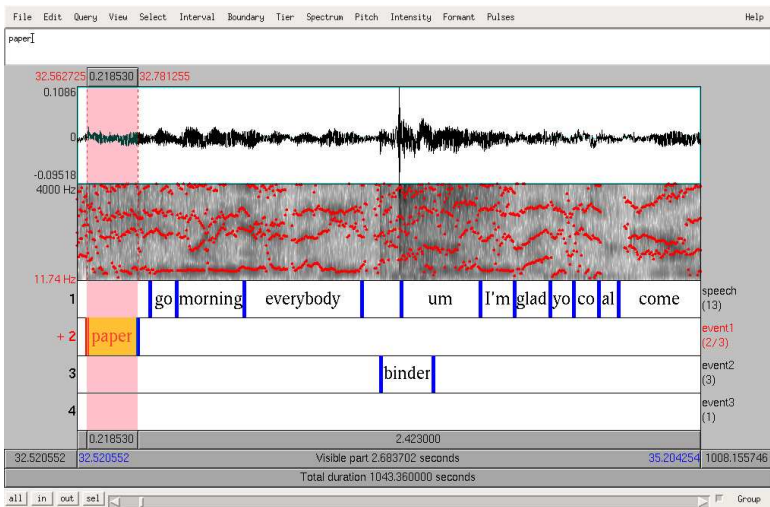 File Edit Query View Select Interval Boundary Tier Spectrum Pitch Intensity Formant Pulses Help
paper
32.562725 0.218530 32.781255
0.1086
0
-0.09518
4000 Hz
11.74 Hz
1 go morning everybody um I'm glad yo co al come speech (13)
+ 2 paper event1 (2/3)
3 binder event2 (3)
4 event3 (1)
0.218530 2.423000
32.520552 32.520552 Visible part 2.683702 seconds 35.204254 1008.155746
Total duration 1043.360000 seconds
all in out sel Group